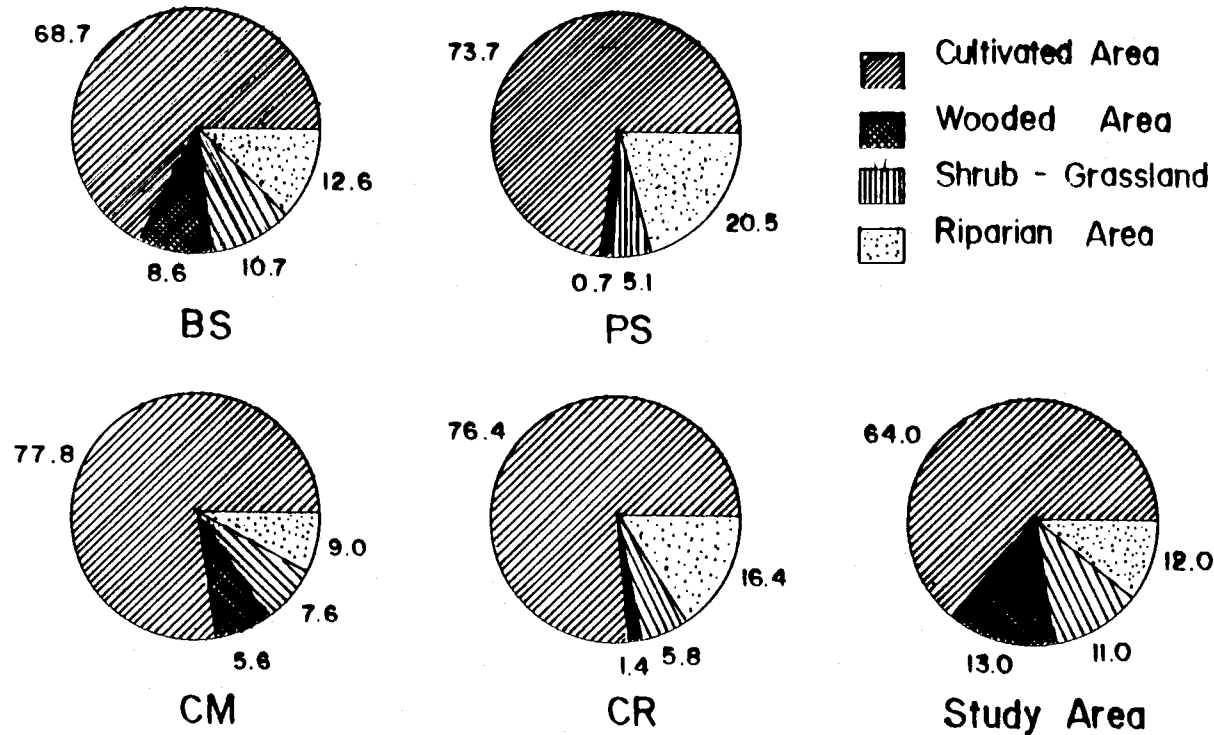 68.7
12.6
10.7
8.6
BS
73.7
20.5
5.1
0.7
PS
Cultivated Area
Wooded Area
Shrub - Grassland
Riparian Area
77.8
9.0
7.6
5.6
CM
76.4
16.4
5.8
1.4
CR
64.0
12.0
11.0
13.0
Study Area